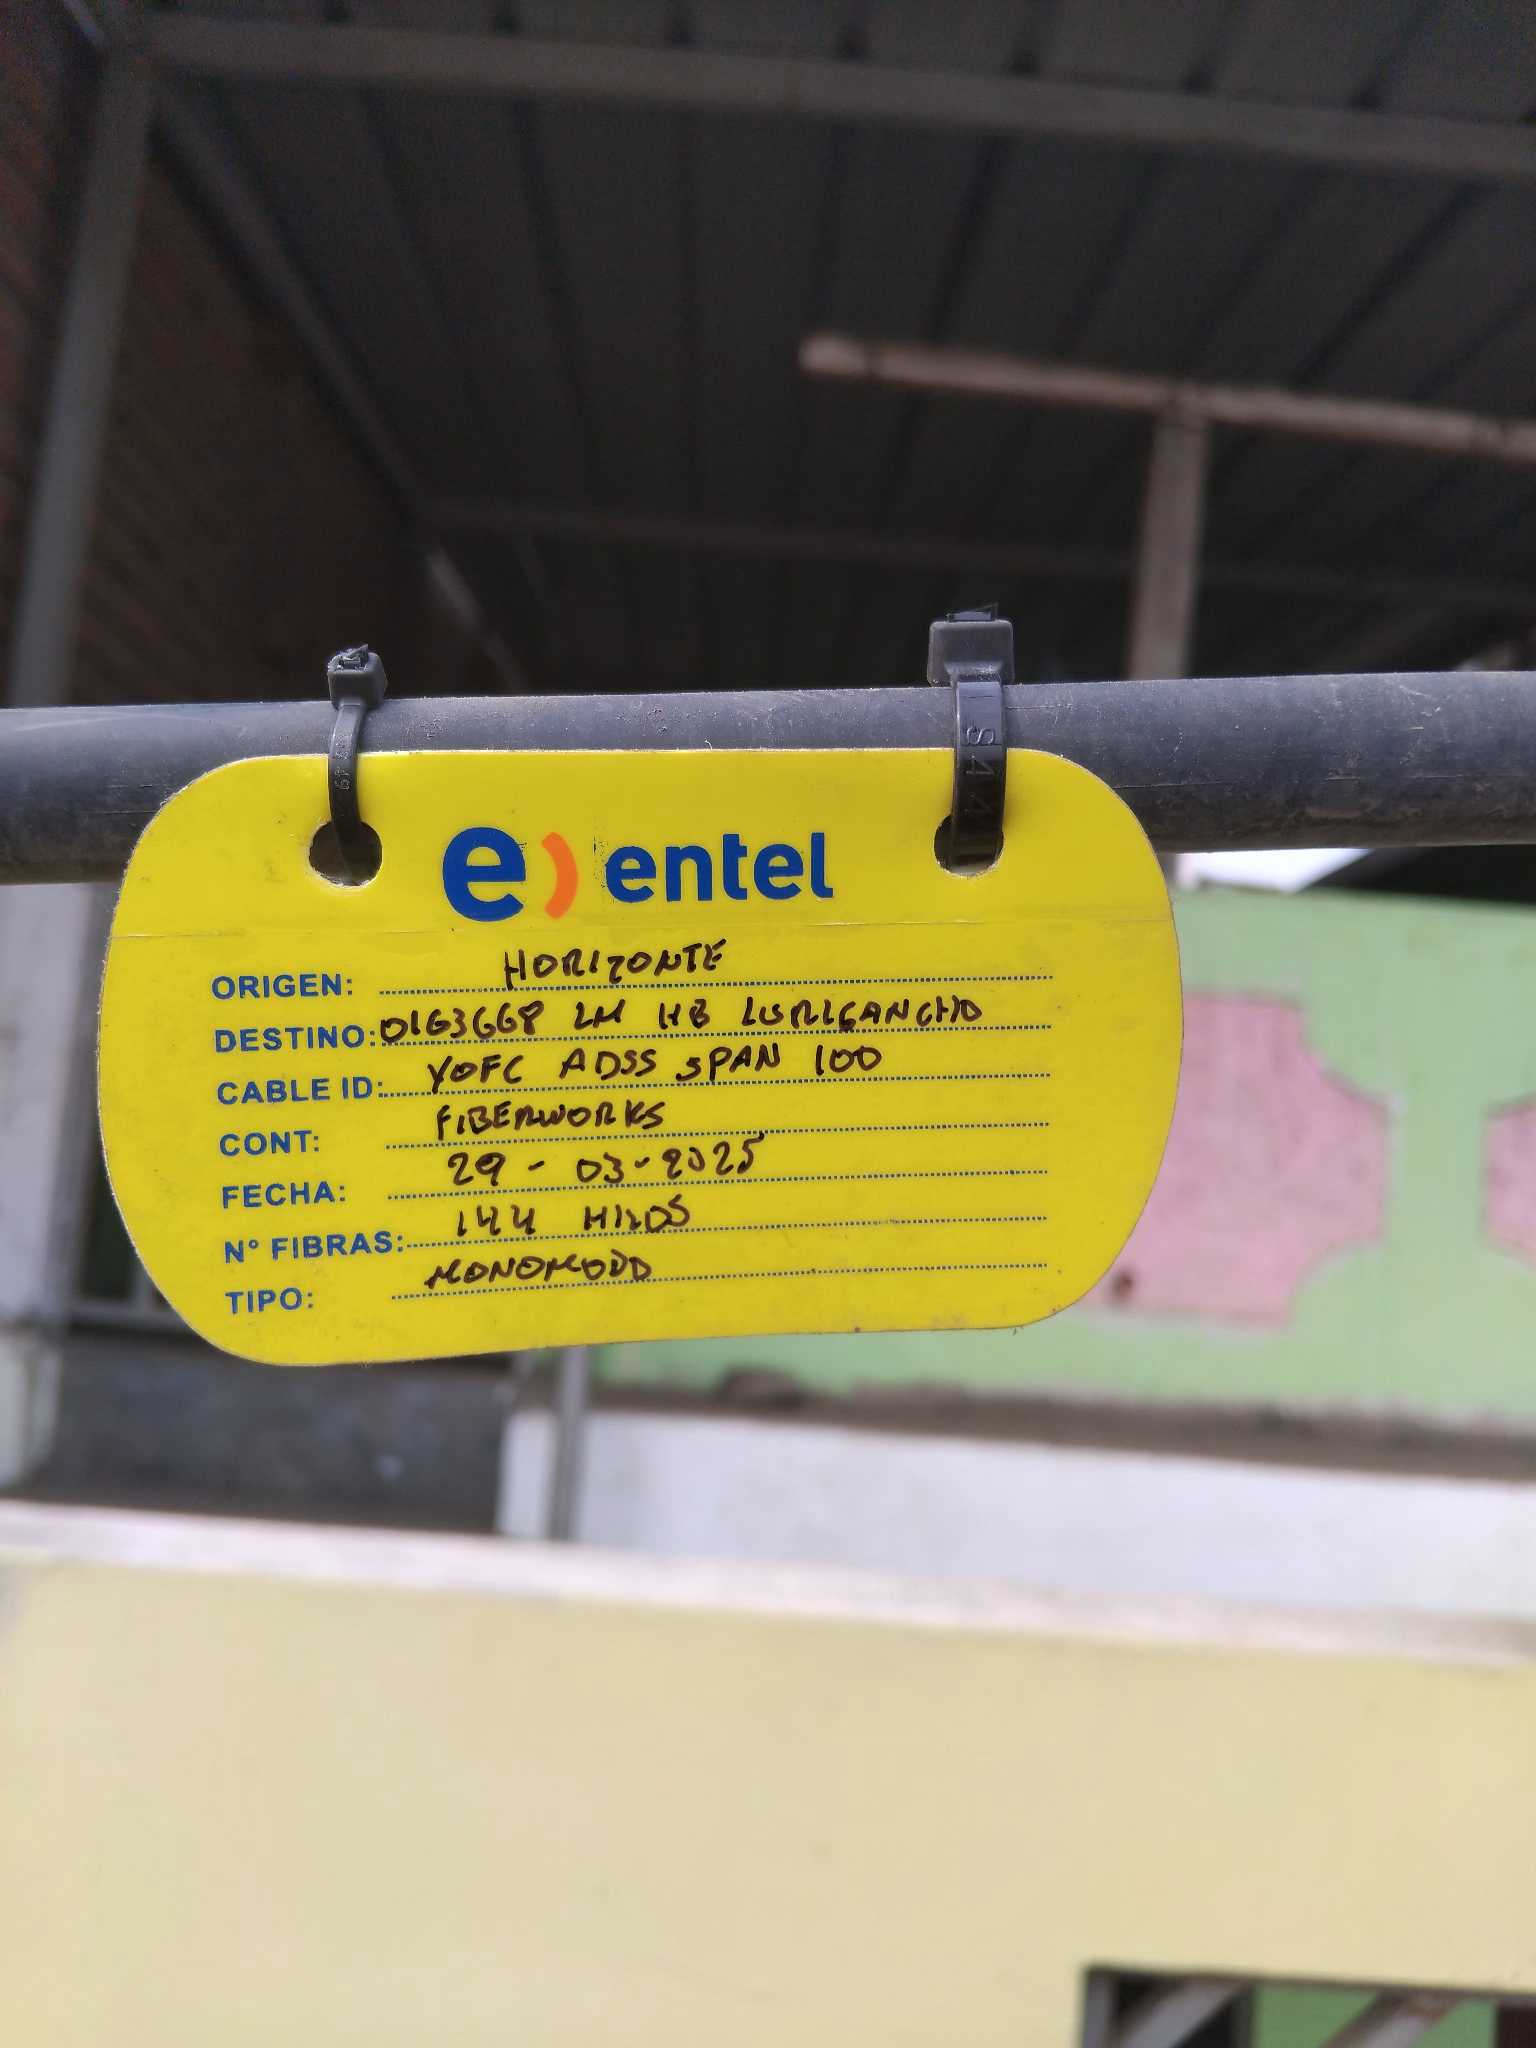 e) entel
ORIGEN: HORIZONTE
DESTINO: 0163668 LM HB LURIGANCHO
CABLE ID: YOFC ADSS SPAN 100
CONT: FIBERWORKS
FECHA: 29-03-2025
N° FIBRAS: 144 HILOS
TIPO: MONOMODO